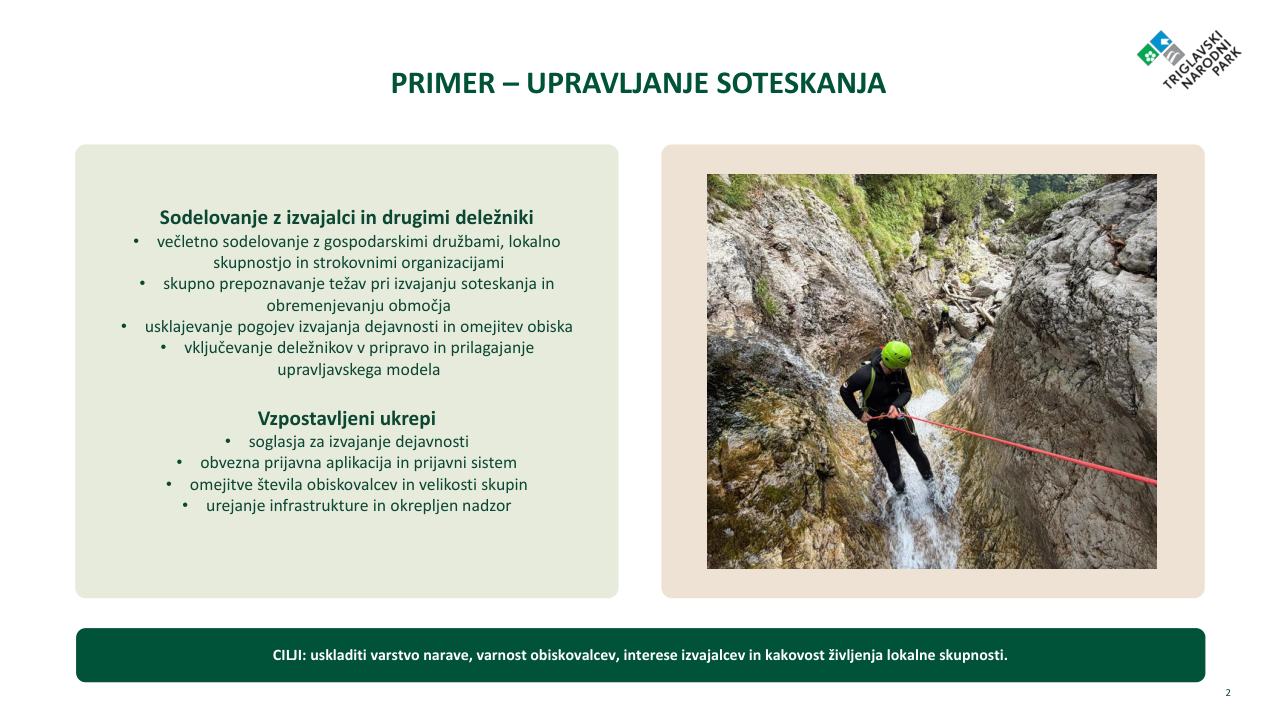 TRIGLAVSKI
NARODNI
PARK
PRIMER – UPRAVLJANJE SOTESKANJA
Sodelovanje z izvajalci in drugimi deležniki
• večletno sodelovanje z gospodarskimi družbami, lokalno
skupnostjo in strokovnimi organizacijami
• skupno prepoznavanje težav pri izvajanju soteskanja in
obremenjevanju območja
• usklajevanje pogojev izvajanja dejavnosti in omejitev obiska
• vključevanje deležnikov v pripravo in prilagajanje
upravljavskega modela
Vzpostavljeni ukrepi
• soglasja za izvajanje dejavnosti
• obvezna prijavna aplikacija in prijavni sistem
• omejitve števila obiskovalcev in velikosti skupin
• urejanje infrastrukture in okrepljen nadzor
CILJI: uskladiti varstvo narave, varnost obiskovalcev, interese izvajalcev in kakovost življenja lokalne skupnosti.
2